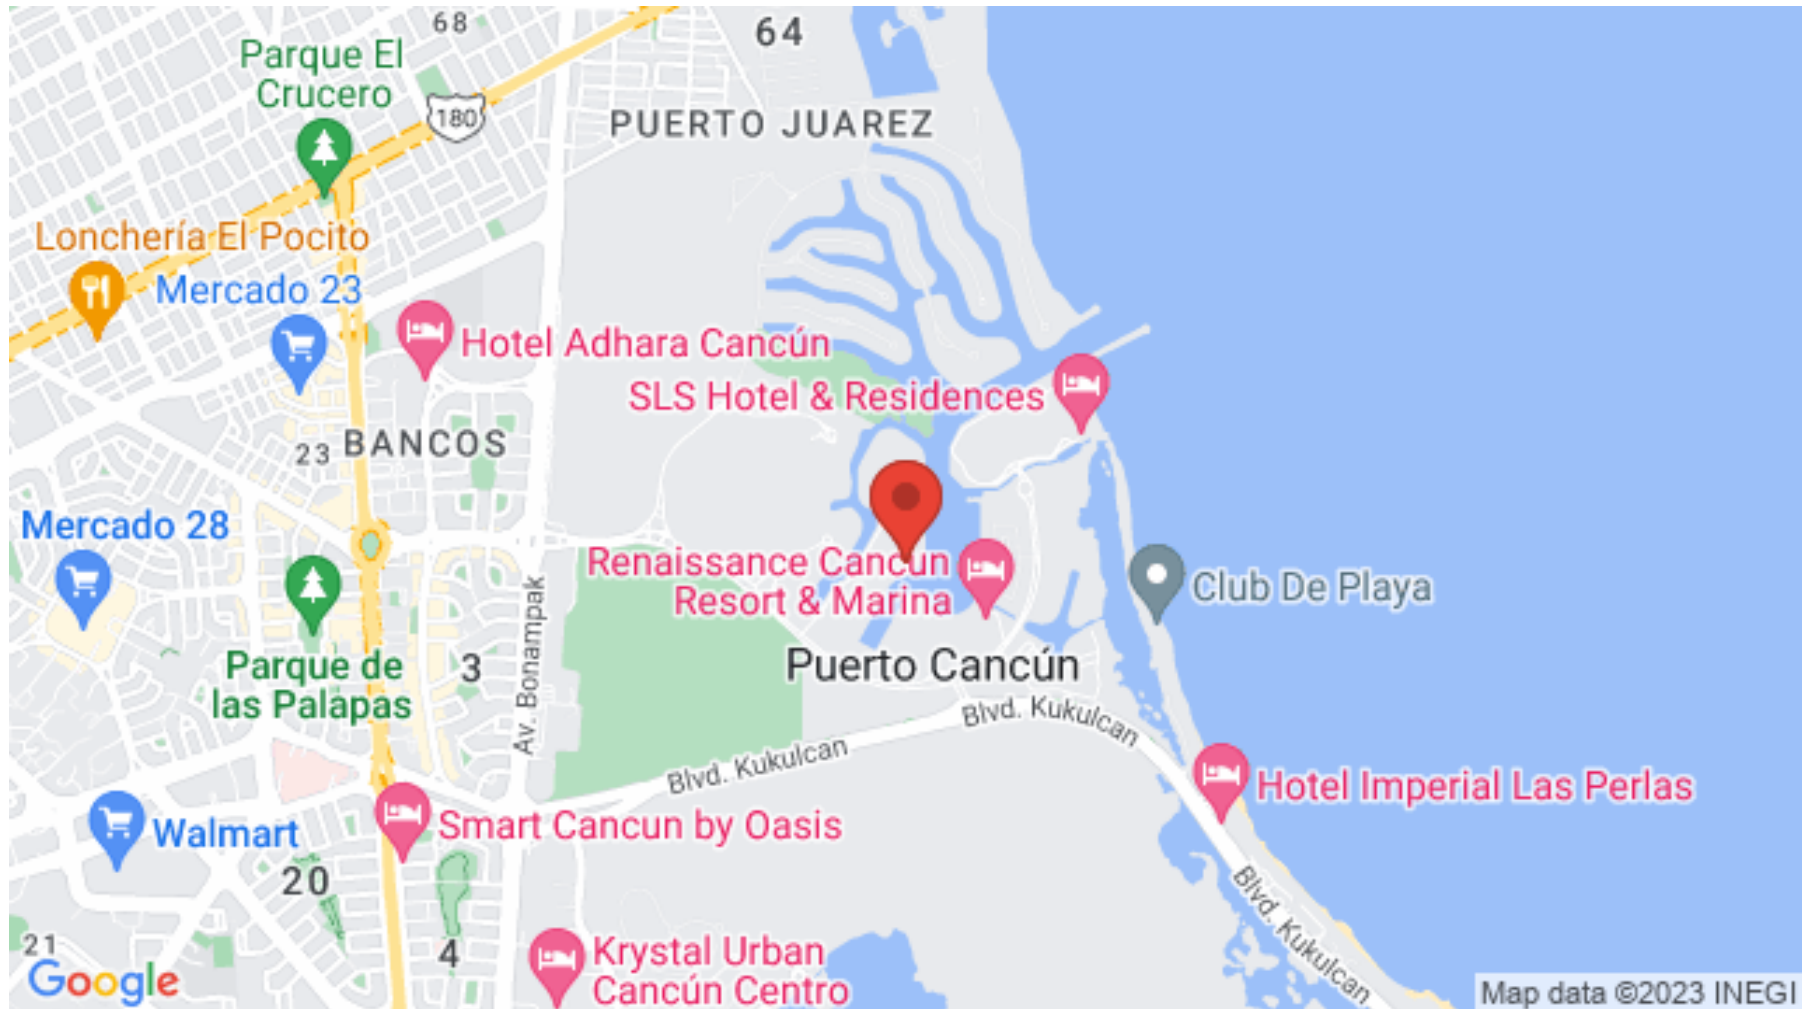 68
64
Parque El
Crucero
180
PUERTO JUAREZ
Lonchería El Pocito
Mercado 23
Hotel Adhara Cancún
SLS Hotel & Residences
23
BANCOS
Mercado 28
Renaissance Cancun
Resort & Marina
Club De Playa
Av. Bonampak
Parque de
las Palapas
3
Puerto Cancún
Blvd. Kukulcan
Blvd. Kukulcan
Hotel Imperial Las Perlas
Walmart
Smart Cancun by Oasis
20
Blvd. Kukulcan
21
4
Krystal Urban
Cancún Centro
Google
Map data ©2023 INEGI